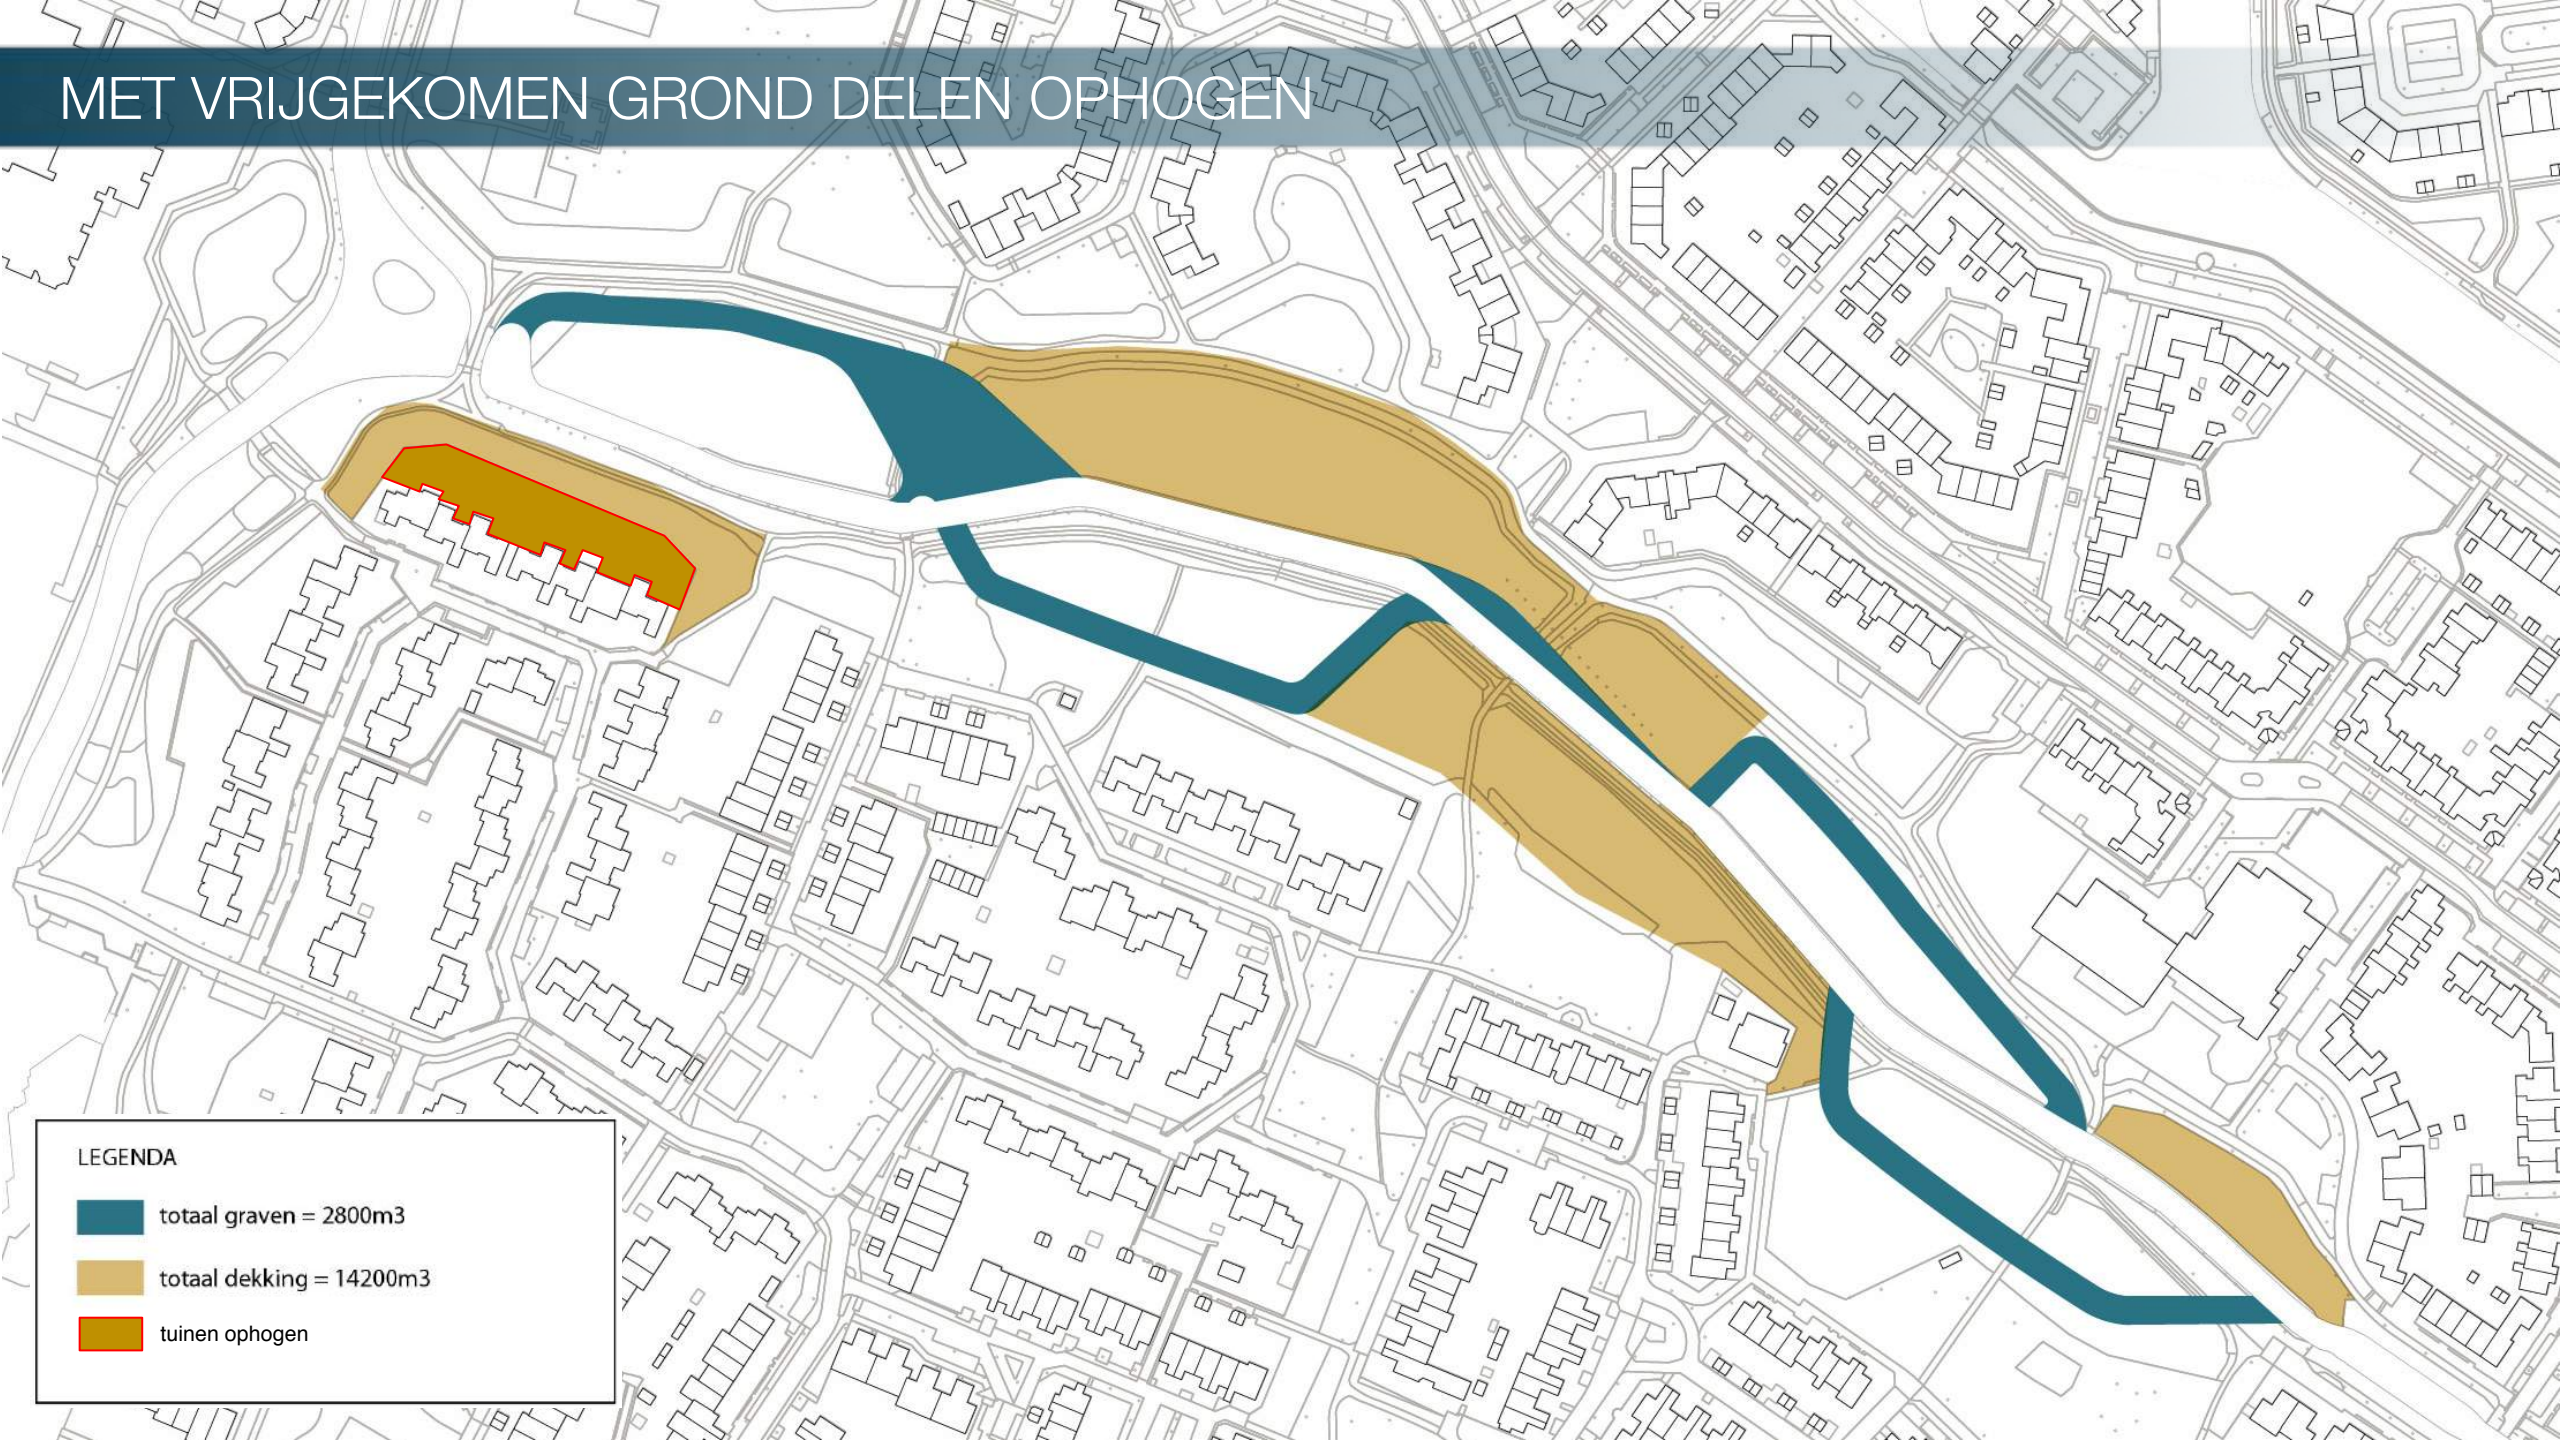 MET VRIJGEKOMEN GROND DELEN OPHOGEN
LEGENDA
totaal graven = 2800m3
totaal dekking = 14200m3
tuinen ophogen